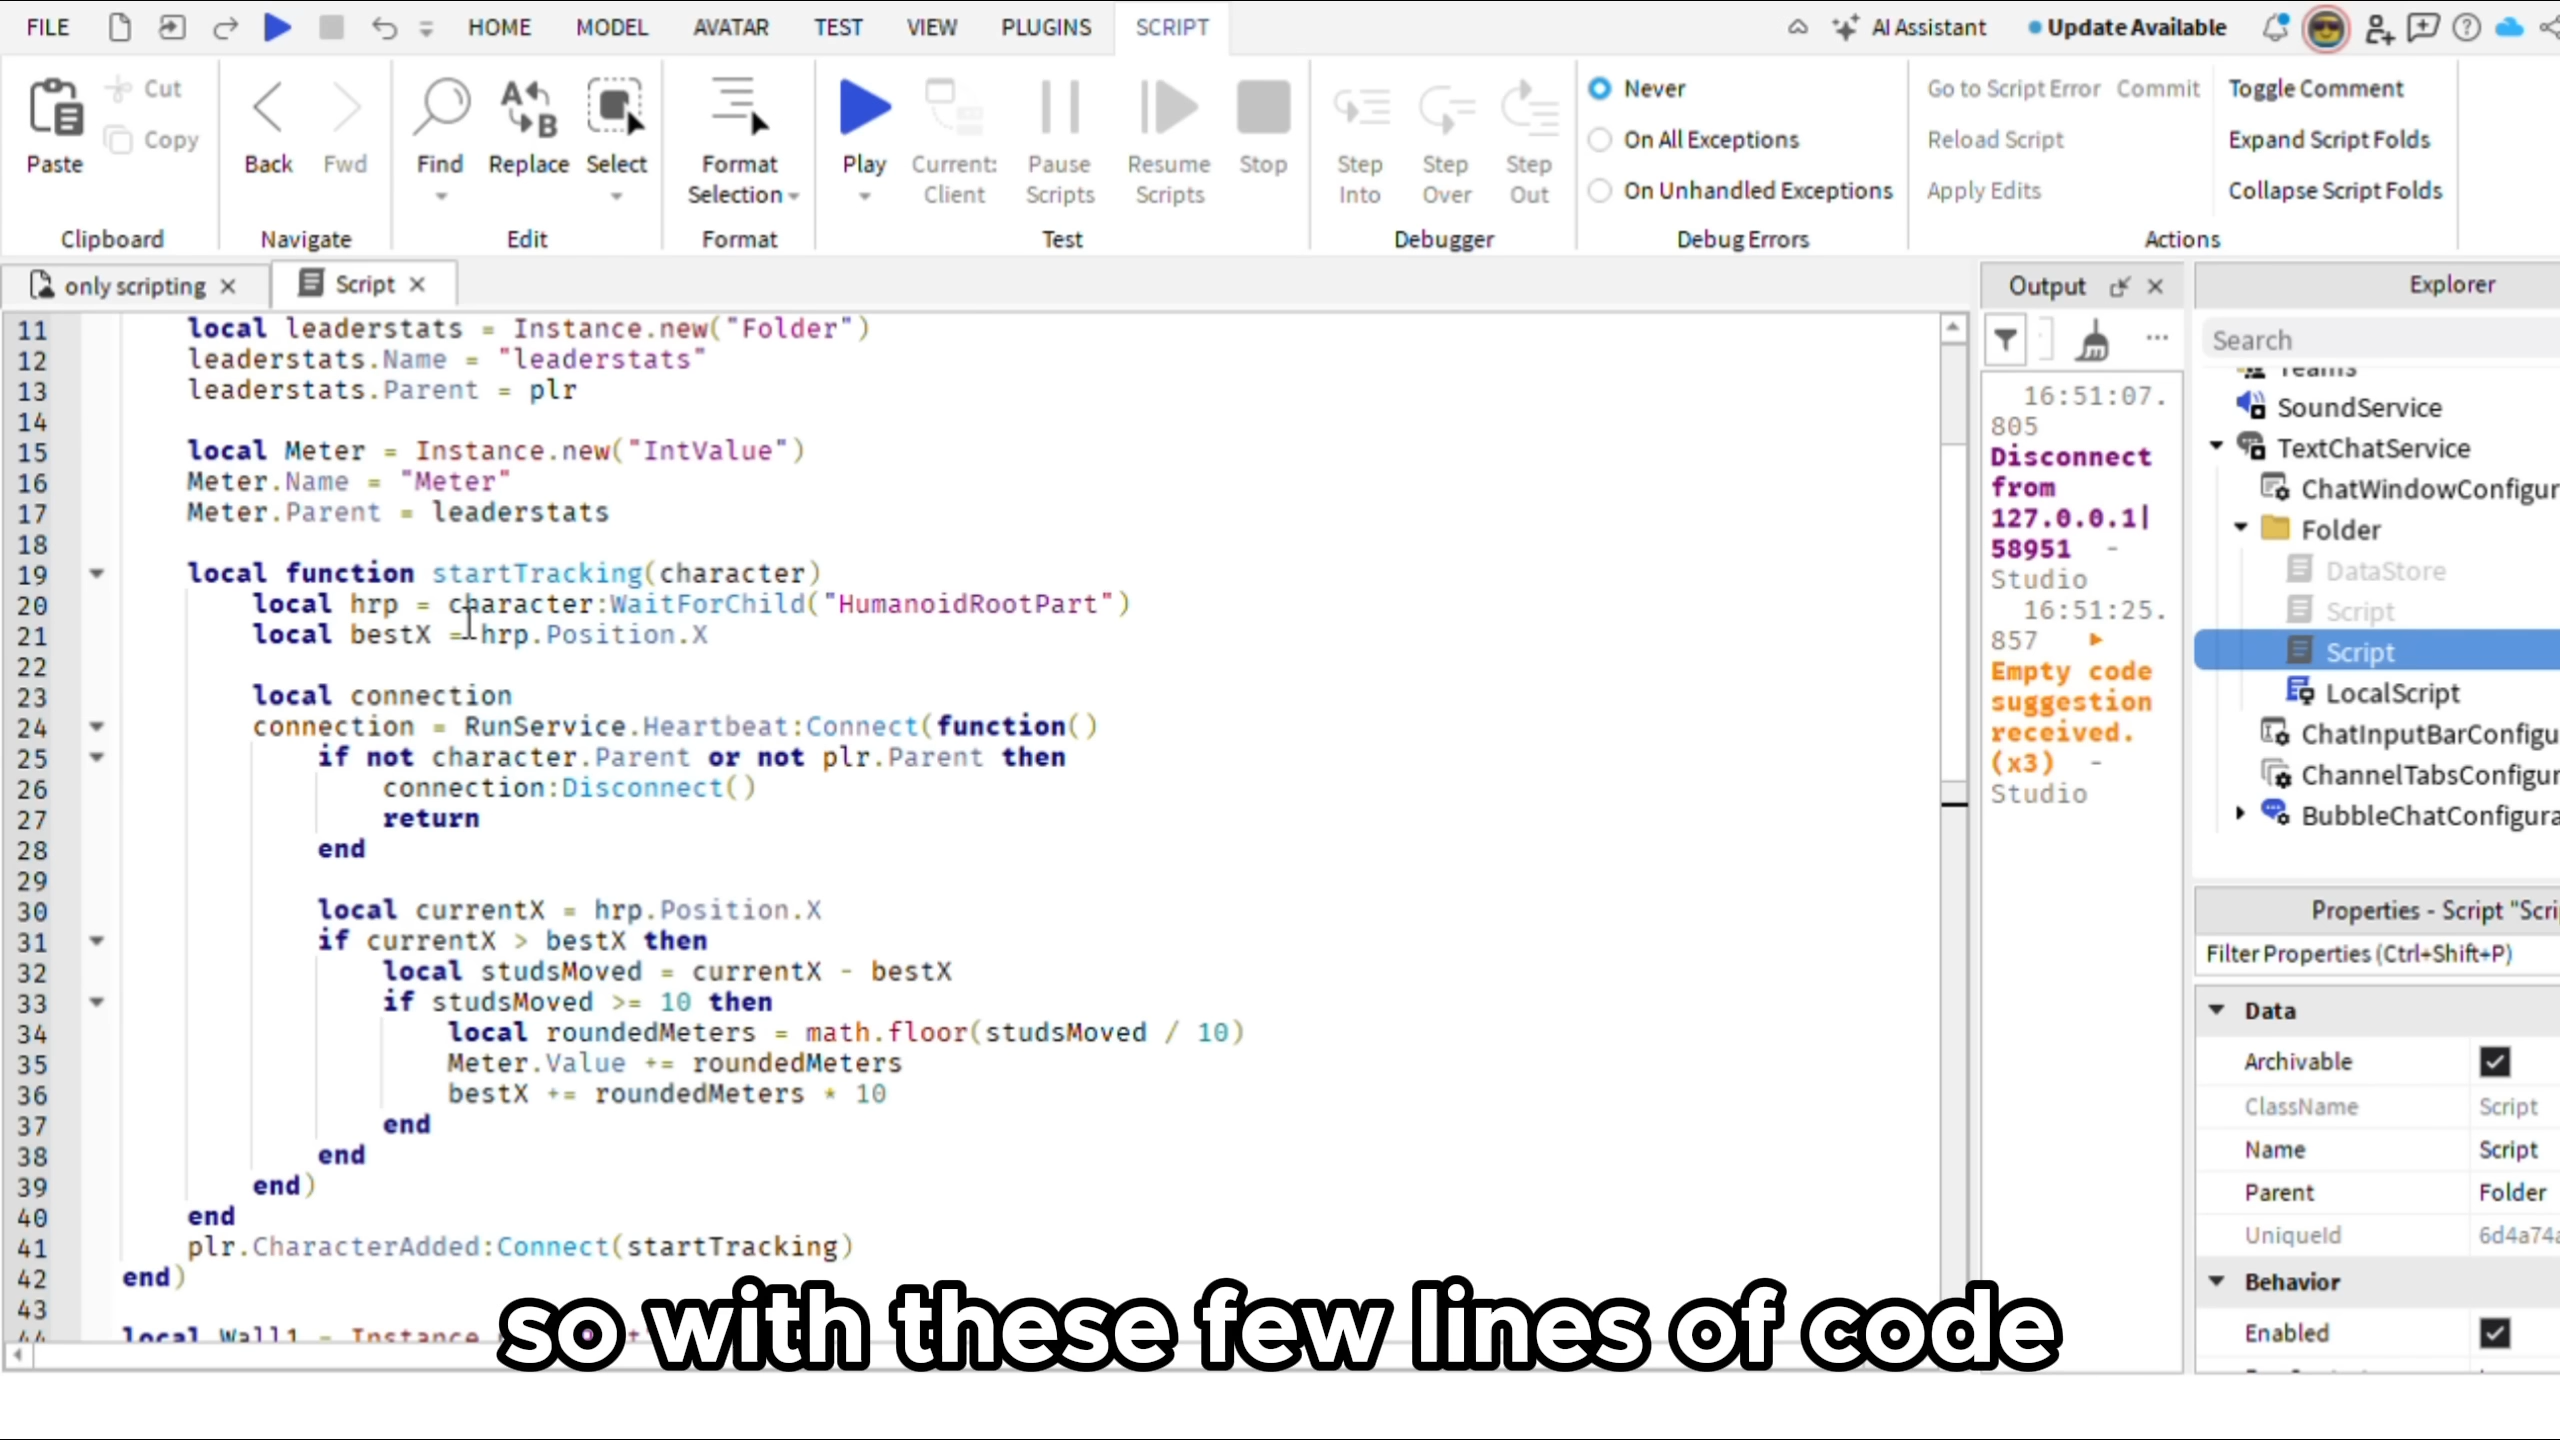 FILE HOME MODEL AVATAR TEST VIEW PLUGINS SCRIPT AI Assistant Update Available
Paste Cut Copy Back Fwd Find Replace Select Format Selection Play Current: Client Pause Scripts Resume Scripts Stop Step Into Step Over Step Out
Never
On All Exceptions
On Unhandled Exceptions
Go to Script Error Commit Toggle Comment
Reload Script Expand Script Folds
Apply Edits Collapse Script Folds
Clipboard Navigate Edit Format Test Debugger Debug Errors Actions
only scripting Script
11 local leaderstats = Instance.new("Folder")
12 leaderstats.Name = "leaderstats"
13 leaderstats.Parent = plr
14
15 local Meter = Instance.new("IntValue")
16 Meter.Name = "Meter"
17 Meter.Parent = leaderstats
18
19 local function startTracking(character)
20 local hrp = character:WaitForChild("HumanoidRootPart")
21 local bestX = hrp.Position.X
22
23 local connection
24 connection = RunService.Heartbeat:Connect(function()
25 if not character.Parent or not plr.Parent then
26 connection:Disconnect()
27 return
28 end
29
30 local currentX = hrp.Position.X
31 if currentX > bestX then
32 local studsMoved = currentX - bestX
33 if studsMoved >= 10 then
34 local roundedMeters = math.floor(studsMoved / 10)
35 Meter.Value += roundedMeters
36 bestX += roundedMeters * 10
37 end
38 end
39 end)
40 end
41 plr.CharacterAdded:Connect(startTracking)
42 end)
43
44 local Wall1 = Instance
so with these few lines of code
Output
16:51:07.
805
Disconnect
from
127.0.0.1|
58951 -
Studio
16:51:25.
857
Empty code
suggestion
received.
(x3) -
Studio
Explorer
Search
Teams
SoundService
TextChatService
ChatWindowConfigur
Folder
DataStore
Script
Script
LocalScript
ChatInputBarConfigu
ChannelTabsConfigur
BubbleChatConfigura
Properties - Script "Scri
Filter Properties (Ctrl+Shift+P)
Data
Archivable
ClassName Script
Name Script
Parent Folder
UniqueId 6d4a74a
Behavior
Enabled